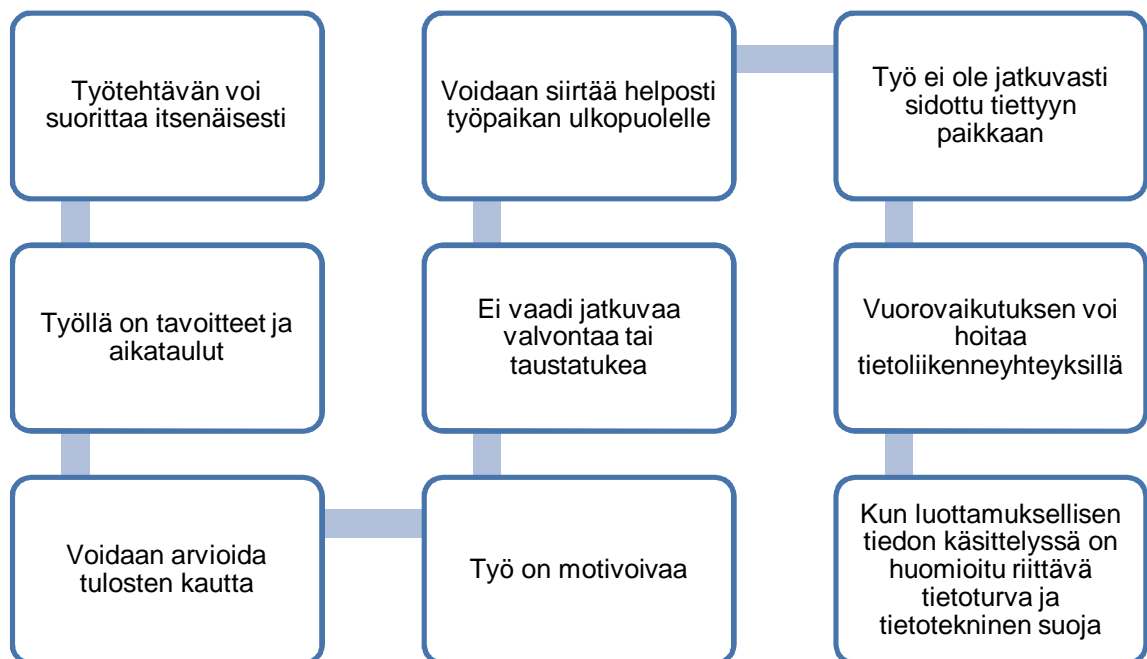 Työtehtävän voi
suorittaa itsenäisesti
Työllä on tavoitteet ja
aikataulut
Voidaan arvioida
tulosten kautta
Työ on motivoivaa
Ei vaadi jatkuvaa
valvontaa tai
taustatukea
Voidaan siirtää helposti
työpaikan ulkopuolelle
Työ ei ole jatkuvasti
sidottu tiettyyn
paikkaan
Vuorovaikutuksen voi
hoitaa
tietoliikenneyhteyksillä
Kun luottamuksellisen
tiedon käsittelyssä on
huomioitu riittävä
tietoturva ja
tietotekninen suoja